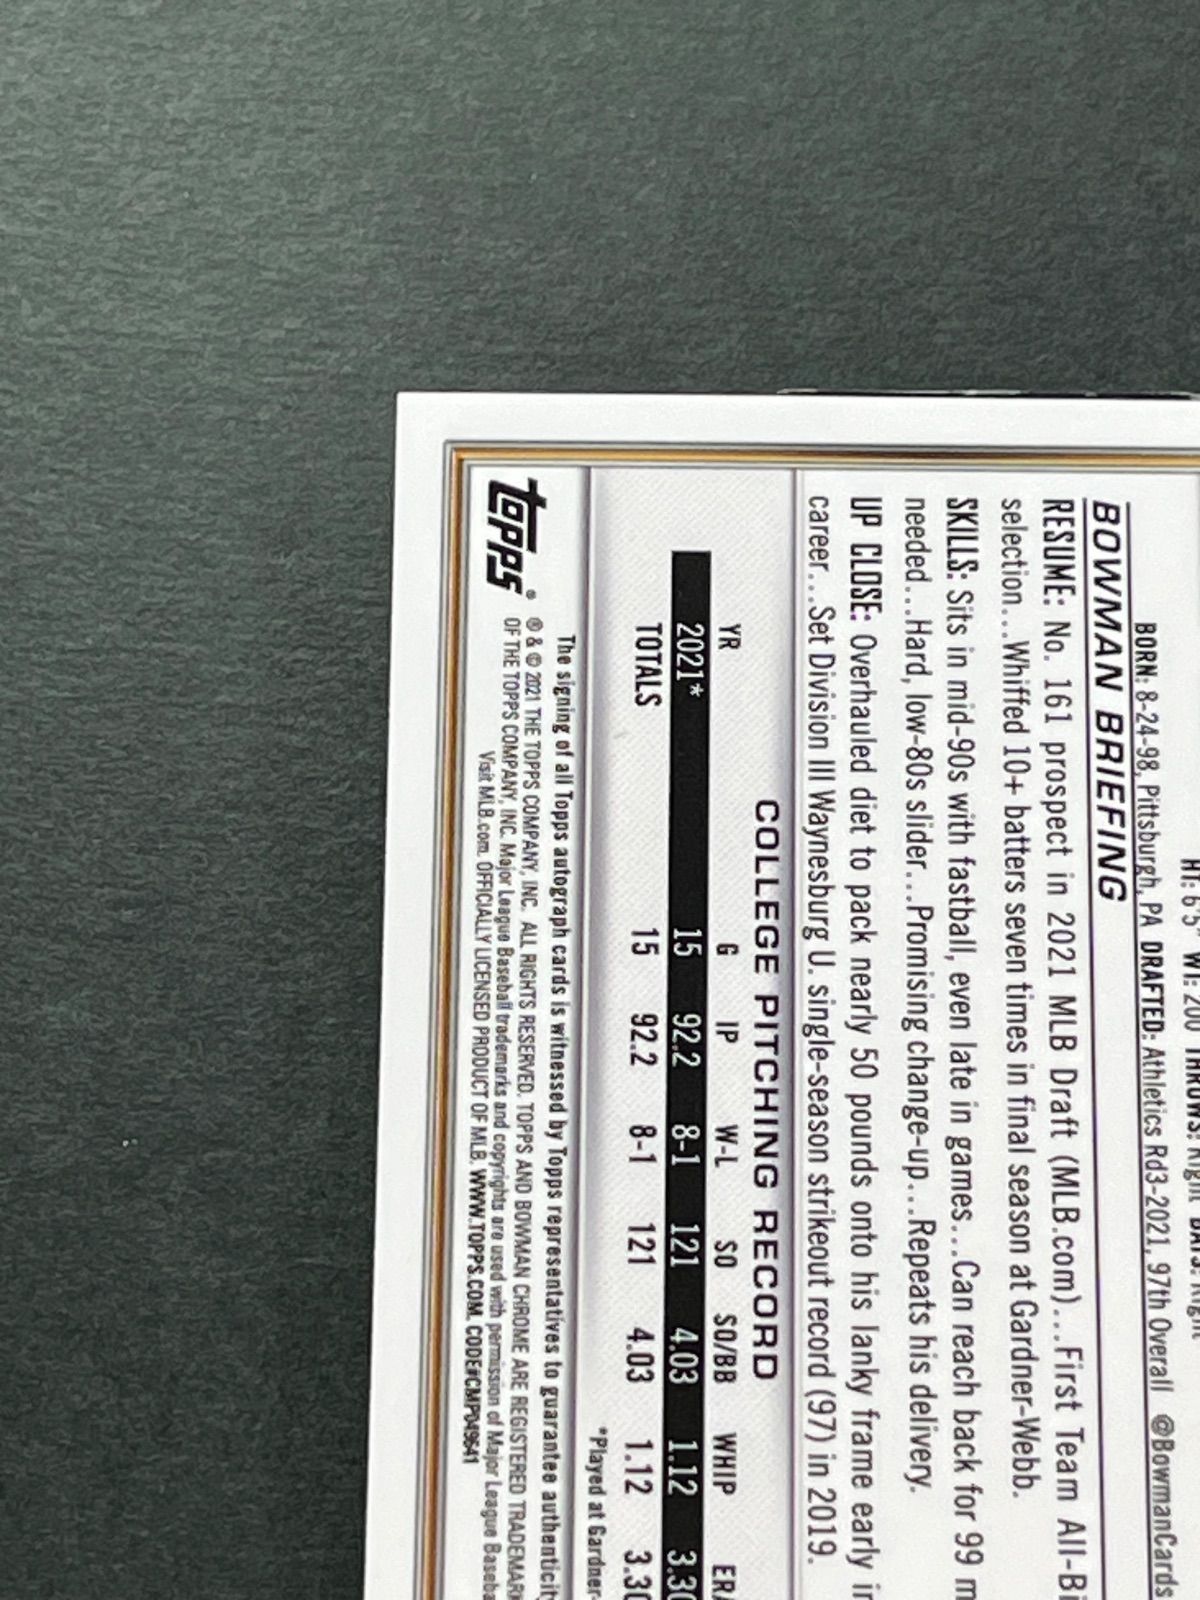 HT: 6'5" WT: 200 THROWS: Right BATS: Right
BORN: 8-24-98, Pittsburgh, PA DRAFTED: Athletics Rd3-2021, 97th Overall @BowmanCards
BOWMAN BRIEFING
RESUME: No. 161 prospect in 2021 MLB Draft (MLB.com)...First Team All-Bi
selection...Whiffed 10+ batters seven times in final season at Gardner-Webb.
SKILLS: Sits in mid-90s with fastball, even late in games...Can reach back for 99 m
needed...Hard, low-80s slider...Promising change-up...Repeats his delivery.
UP CLOSE: Overhauled diet to pack nearly 50 pounds onto his lanky frame early in
career...Set Division III Waynesburg U. single-season strikeout record (97) in 2019.
COLLEGE PITCHING RECORD
YR G IP W-L SO SO/BB WHIP ERA
2021* 15 92.2 8-1 121 4.03 1.12 3.30
TOTALS 15 92.2 8-1 121 4.03 1.12 3.30
*Played at Gardner-
The signing of all Topps autograph cards is witnessed by Topps representatives to guarantee authenticity
topps ® ® & © 2021 THE TOPPS COMPANY, INC. ALL RIGHTS RESERVED. TOPPS AND BOWMAN CHROME ARE REGISTERED TRADEMAR
OF THE TOPPS COMPANY, INC. Major League Baseball trademarks and copyrights are used with permission of Major League Baseba
Visit MLB.com. OFFICIALLY LICENSED PRODUCT OF MLB. WWW.TOPPS.COM. CODE#CMP049641